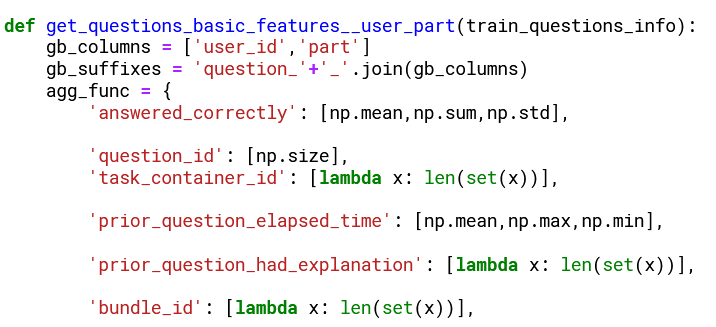 def get_questions_basic_features__user_part(train_questions_info):
    gb_columns = ['user_id','part']
    gb_suffixes = 'question_'+'_'.join(gb_columns)
    agg_func = {
        'answered_correctly': [np.mean,np.sum,np.std],
        'question_id': [np.size],
        'task_container_id': [lambda x: len(set(x))],
        'prior_question_elapsed_time': [np.mean,np.max,np.min],
        'prior_question_had_explanation': [lambda x: len(set(x))],
        'bundle_id': [lambda x: len(set(x))],